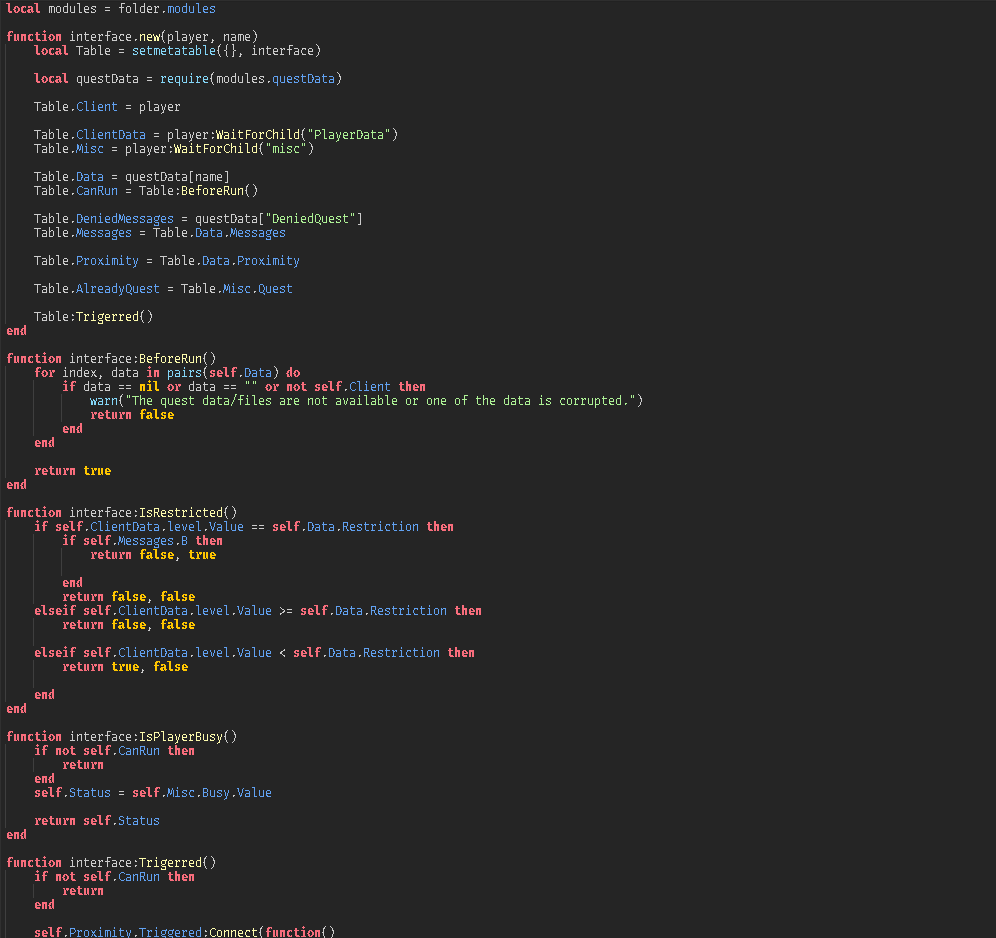 local modules = folder.modules
function interface.new(player, name)
local Table = setmetatable({}, interface)
local questData = require(modules.questData)
Table.Client = player
Table.ClientData = player:WaitForChild("PlayerData")
Table.Misc = player:WaitForChild("misc")
Table.Data = questData[name]
Table.CanRun = Table:BeforeRun()
Table.DeniedMessages = questData["DeniedQuest"]
Table.Messages = Table.Data.Messages
Table.Proximity = Table.Data.Proximity
Table.AlreadyQuest = Table.Misc.Quest
Table:Trigerred()
end
function interface:BeforeRun()
for index, data in pairs(self.Data) do
if data == nil or data == "" or not self.Client then
warn("The quest data/files are not available or one of the data is corrupted.")
return false
end
end
return true
end
function interface:IsRestricted()
if self.ClientData.level.Value == self.Data.Restriction then
if self.Messages.B then
return false, true
end
return false, false
elseif self.ClientData.level.Value >= self.Data.Restriction then
return false, false
elseif self.ClientData.level.Value < self.Data.Restriction then
return true, false
end
end
function interface:IsPlayerBusy()
if not self.CanRun then
return
end
self.Status = self.Misc.Busy.Value
return self.Status
end
function interface:Trigerred()
if not self.CanRun then
return
end
self.Proximity.Triggered:Connect(function()